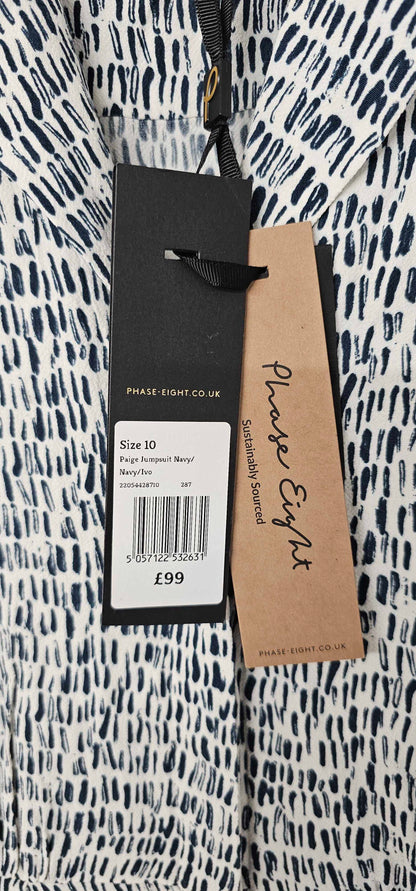 PHASE-EIGHT.CO.UK
Size 10
Paige Jumpsuit Navy/
Navy/Ivo
22054428710 287
5 057122 532631
£99
Phase Eight
Sustainably Sourced
PHASE-EIGHT.CO.UK